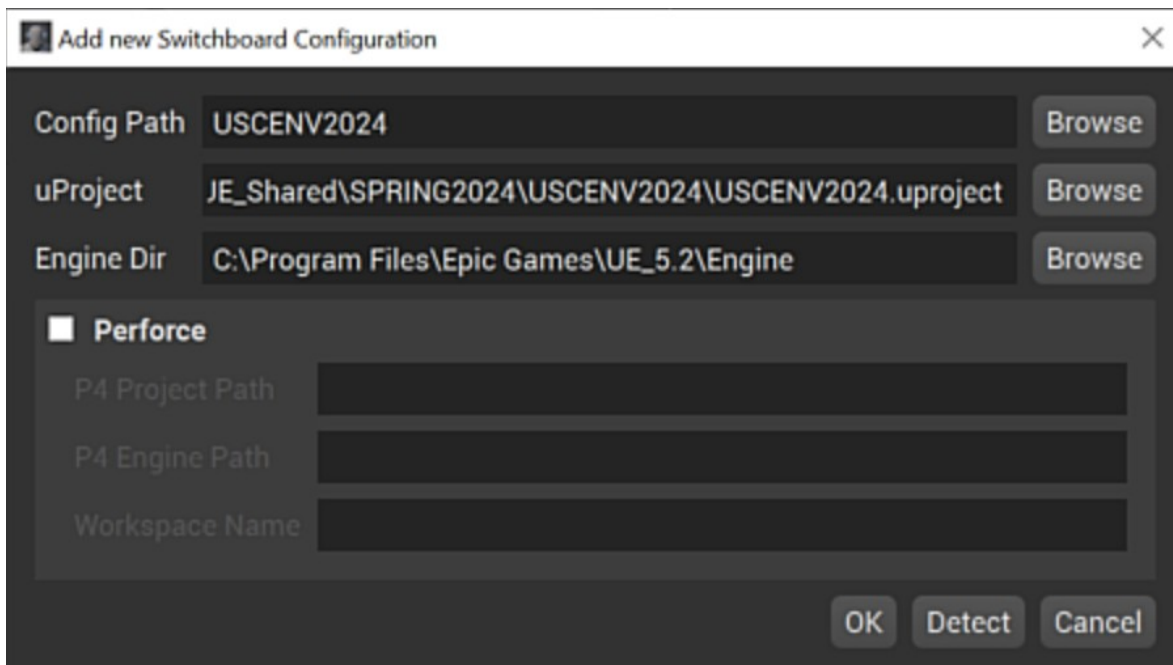 Add new Switchboard Configuration
Config Path USCENV2024 Browse
uProject JE_Shared\SPRING2024\USCENV2024\USCENV2024.uproject Browse
Engine Dir C:\Program Files\Epic Games\UE_5.2\Engine Browse
Perforce
P4 Project Path
P4 Engine Path
Workspace Name
OK Detect Cancel